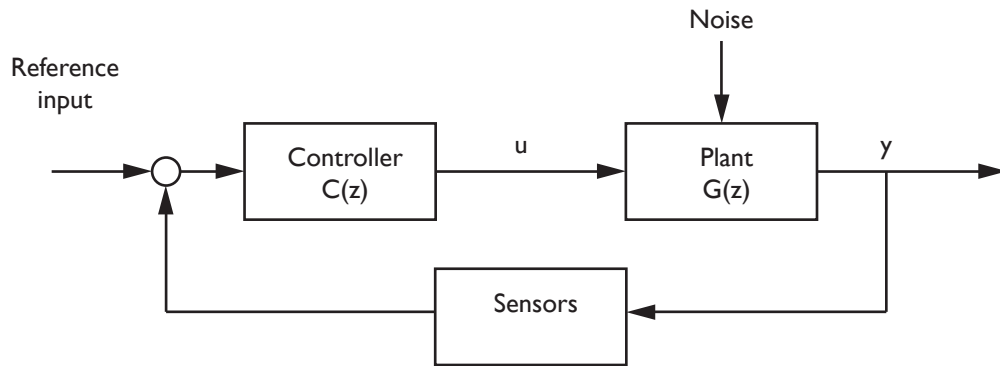 Noise
Reference
input
Controller
C(z)
u
Plant
G(z)
y
Sensors